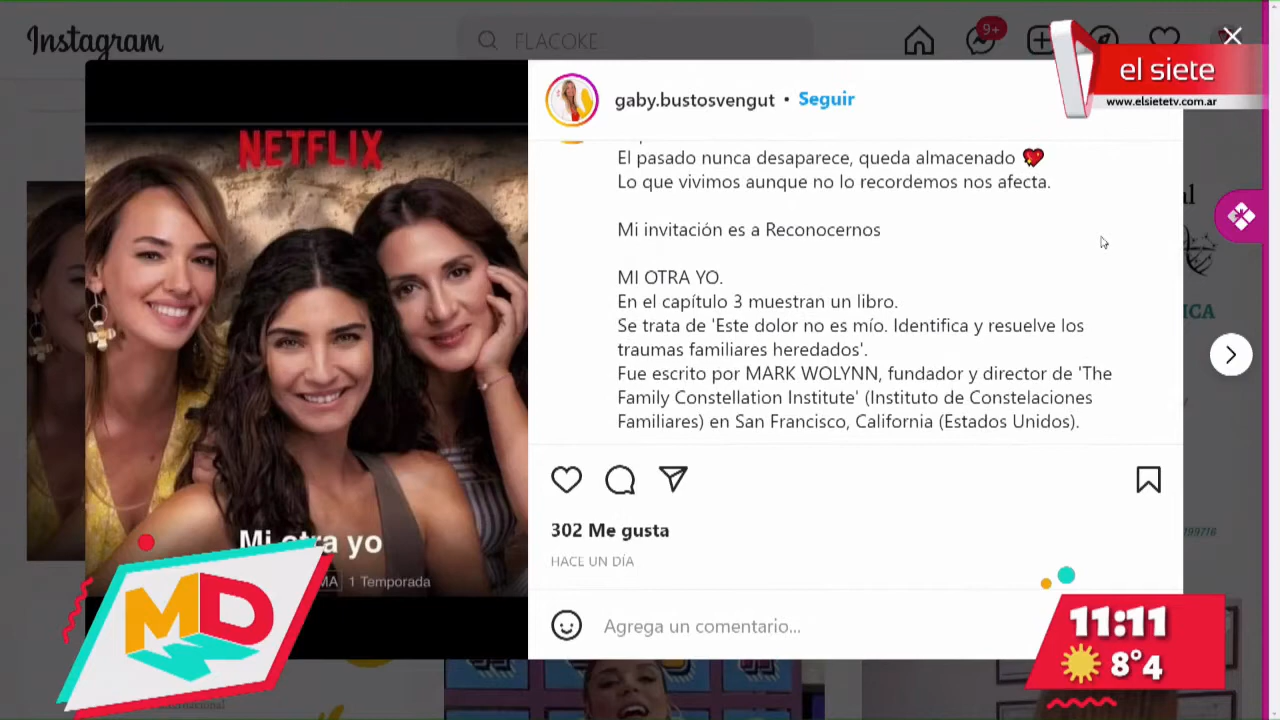 Instagram
FLACOKE
9+
el siete
www.elsietetv.com.ar
gaby.bustosvengut • Seguir
NETFLIX
El pasado nunca desaparece, queda almacenado 💘
Lo que vivimos aunque no lo recordemos nos afecta.
Mi invitación es a Reconocernos
MI OTRA YO.
En el capítulo 3 muestran un libro.
Se trata de 'Este dolor no es mío. Identifica y resuelve los
traumas familiares heredados'.
Fue escrito por MARK WOLYNN, fundador y director de 'The
Family Constellation Institute' (Instituto de Constelaciones
Familiares) en San Francisco, California (Estados Unidos).
302 Me gusta
HACE UN DÍA
Mi otra yo
MA 1 Temporada
Agrega un comentario...
MD
11:11
8°4